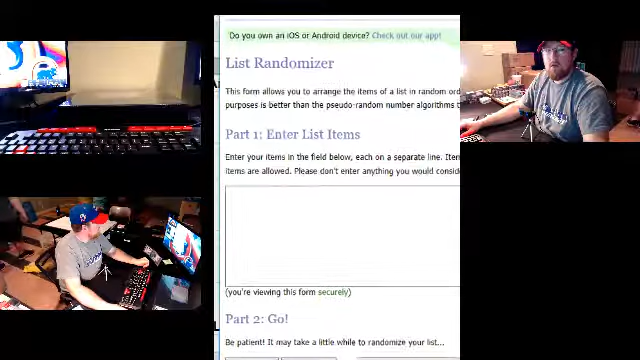 Do you own an iOS or Android device? Check out our app!
List Randomizer
This form allows you to arrange the items of a list in random
purposes is better than the pseudo-random number algorithms
Part 1: Enter List Items
Enter your items in the field below, each on a separate line.
items are allowed. Please don't enter anything you would
(you're viewing this form securely)
Part 2: Go!
Be patient! It may take a little while to randomize your list...